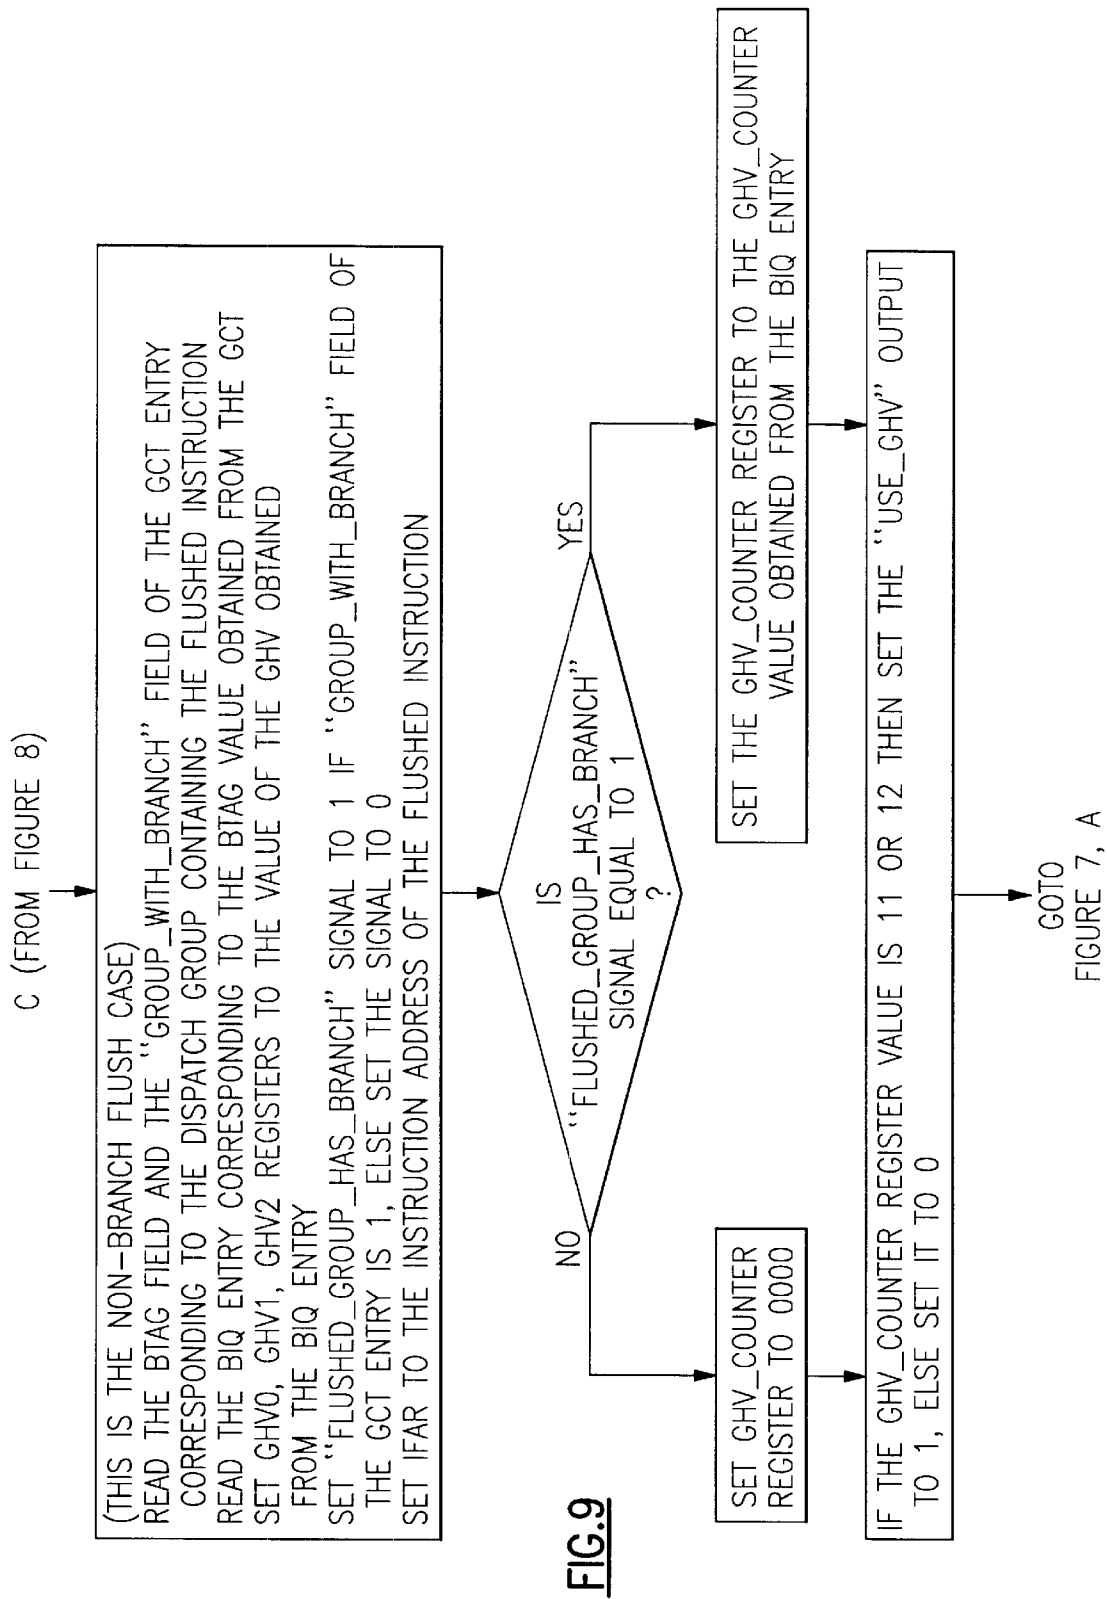 C (FROM FIGURE 8)
(THIS IS THE NON-BRANCH FLUSH CASE)
READ THE BTAG FIELD AND THE "GROUP_WITH_BRANCH" FIELD OF THE GCT ENTRY
CORRESPONDING TO THE DISPATCH GROUP CONTAINING THE FLUSHED INSTRUCTION
READ THE BIQ ENTRY CORRESPONDING TO THE BTAG VALUE OBTAINED FROM THE GCT
SET GHV0, GHV1, GHV2 REGISTERS TO THE VALUE OF THE GHV OBTAINED
FROM THE BIQ ENTRY
SET "FLUSHED_GROUP_HAS_BRANCH" SIGNAL TO 1 IF "GROUP_WITH_BRANCH" FIELD OF
THE GCT ENTRY IS 1, ELSE SET THE SIGNAL TO 0
SET IFAR TO THE INSTRUCTION ADDRESS OF THE FLUSHED INSTRUCTION
IS
"FLUSHED_GROUP_HAS_BRANCH"
SIGNAL EQUAL TO 1
?
NO
YES
SET GHV_COUNTER
REGISTER TO 0000
SET THE GHV_COUNTER REGISTER TO THE GHV_COUNTER
VALUE OBTAINED FROM THE BIQ ENTRY
IF THE GHV_COUNTER REGISTER VALUE IS 11 OR 12 THEN SET THE "USE_GHV" OUTPUT
TO 1, ELSE SET IT TO 0
GOTO
FIGURE 7, A
FIG.9